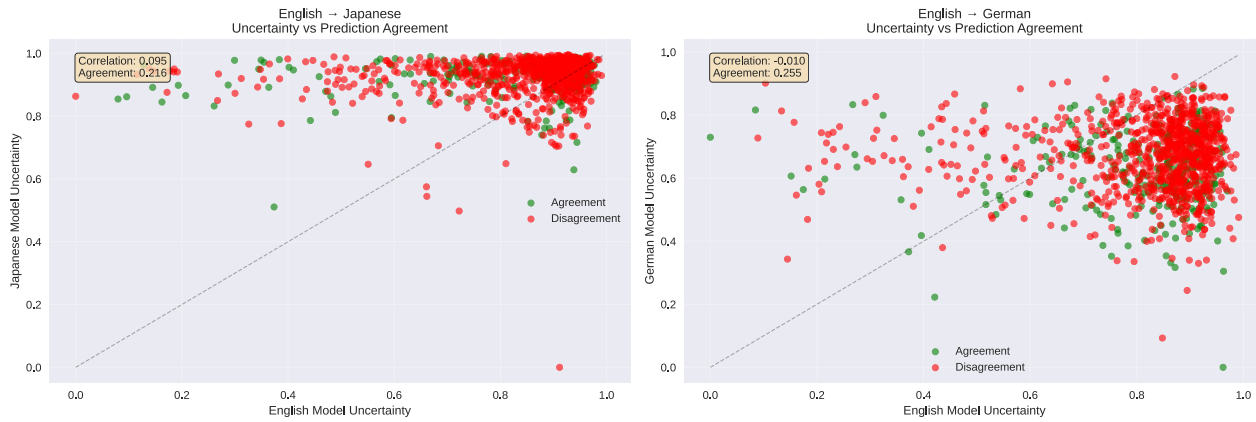 English → Japanese
Uncertainty vs Prediction Agreement
Correlation: 0.095
Agreement: 0.216
1.0
0.8
0.6
0.4
0.2
0.0
Japanese Model Uncertainty
Agreement
Disagreement
0.0 0.2 0.4 0.6 0.8 1.0
English Model Uncertainty
English → German
Uncertainty vs Prediction Agreement
Correlation: -0.010
Agreement: 0.255
1.0
0.8
0.6
0.4
0.2
0.0
German Model Uncertainty
Agreement
Disagreement
0.0 0.2 0.4 0.6 0.8 1.0
English Model Uncertainty